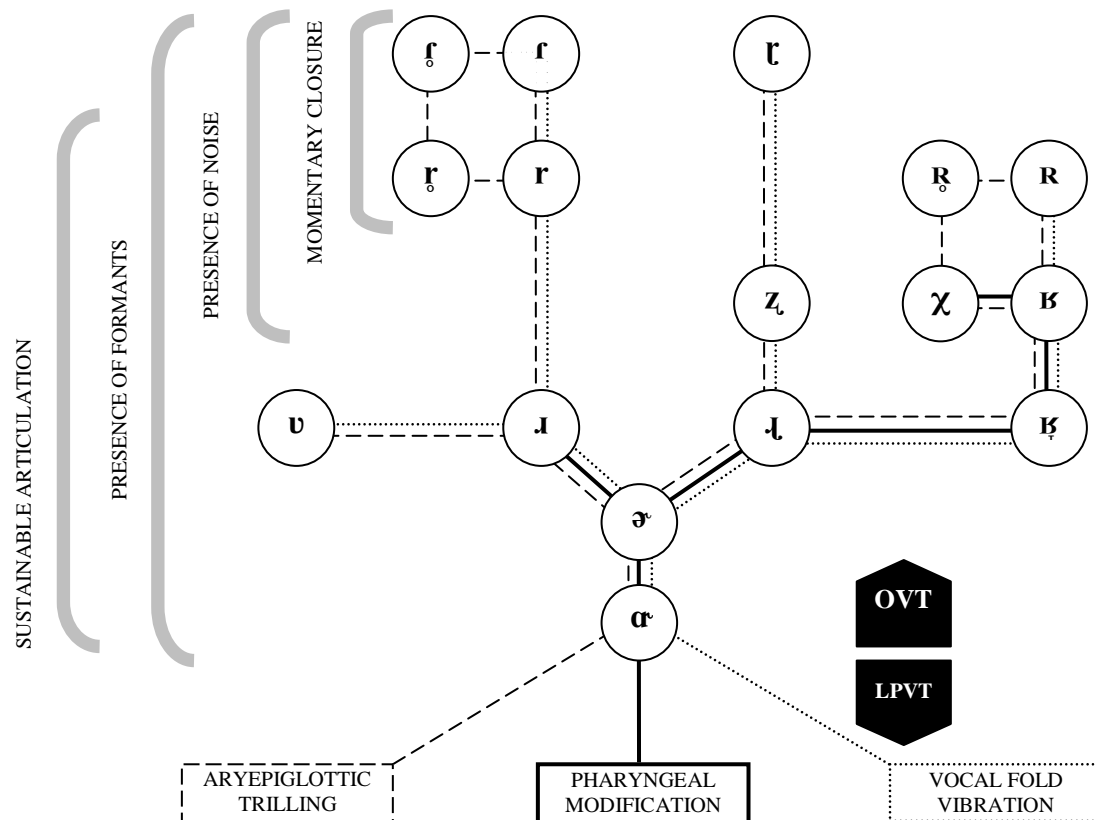 SUSTAINABLE ARTICULATION
PRESENCE OF FORMANTS
PRESENCE OF NOISE
MOMENTARY CLOSURE
ɾ̥ ɾ ɽ
r̥ r ʀ̥ ʀ
ʐ χ ʁ
ʋ ɹ ɻ ʁ̞
ɚ
ɑ˞
OVT
LPVT
ARYEPIGLOTTIC
TRILLING
PHARYNGEAL
MODIFICATION
VOCAL FOLD
VIBRATION